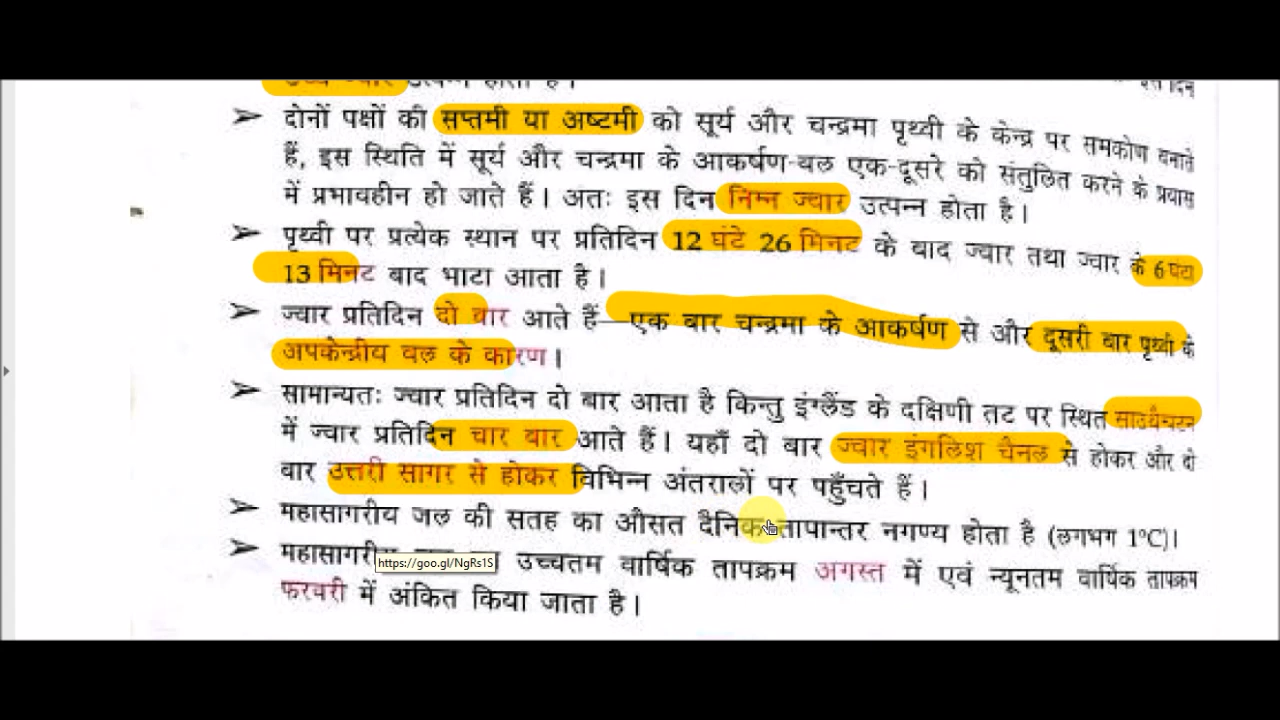 उच्च ज्वार उत्पन्न होता है।
इस दिन
➢ दोनों पक्षों की सप्तमी या अष्टमी को सूर्य और चन्द्रमा पृथ्वी के केन्द्र पर समकोण बनाते
हैं, इस स्थिति में सूर्य और चन्द्रमा के आकर्षण-बल एक-दूसरे को संतुलित करने के प्रयास
में प्रभावहीन हो जाते हैं। अतः इस दिन निम्न ज्वार उत्पन्न होता है।
➢ पृथ्वी पर प्रत्येक स्थान पर प्रतिदिन 12 घंटे 26 मिनट के बाद ज्वार तथा ज्वार के 6 घंटा
13 मिनट बाद भाटा आता है।
➢ ज्वार प्रतिदिन दो बार आते हैं—एक बार चन्द्रमा के आकर्षण से और दूसरी बार पृथ्वी के
अपकेन्द्रीय बल के कारण।
➢ सामान्यतः ज्वार प्रतिदिन दो बार आता है किन्तु इंग्लैंड के दक्षिणी तट पर स्थित साउथैम्पटन
में ज्वार प्रतिदिन चार बार आते हैं। यहाँ दो बार ज्वार इंगलिश चैनल से होकर और दो
बार उत्तरी सागर से होकर विभिन्न अंतरालों पर पहुँचते हैं।
➢ महासागरीय जल की सतह का औसत दैनिक तापान्तर नगण्य होता है (लगभग 1°C)।
➢ महासागरीय उच्चतम वार्षिक तापक्रम अगस्त में एवं न्यूनतम वार्षिक तापक्रम
https://goo.gl/NgRs1S
फरवरी में अंकित किया जाता है।